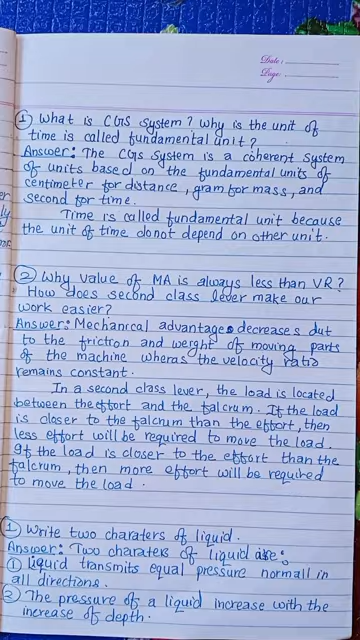 Date:
Page:
① What is CGS system? Why is the unit of
time is called fundamental unit?
Answer: The CGS system is a coherent system
of units based on the fundamental units of
centimeter for distance, gram for mass, and
second for time.
Time is called fundamental unit because
the unit of time donot depend on other unit.
② Why value of MA is always less than VR?
How does second class lever make our
work easier?
Answer: Mechanical advantage decreases dut
to the friction and weight of moving parts
of the machine wheras the velocity ratio
remains constant.
In a second class lever, the load is located
between the effort and the falcrum. If the load
is closer to the falcrum than the effort, then
less effort will be required to move the load.
If the load is closer to the effort than the
falcrum, then more effort will be required
to move the load.
① Write two charaters of liquid.
Answer: Two charaters of liquid are:
① liquid transmits equal pressure normall in
all directions.
② The pressure of a liquid increase with the
increase of depth.